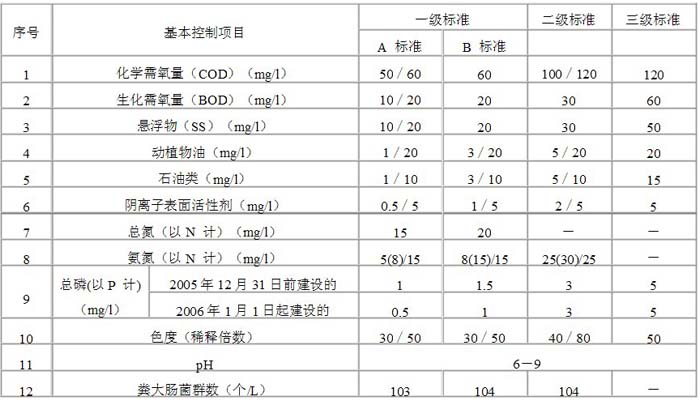 序号 基本控制项目 一级标准 二级标准 三级标准
A 标准 B 标准
1 化学需氧量（COD）（mg/l） 50／60 60 100／120 120
2 生化需氧量（BOD）（mg/l） 10／20 20 30 60
3 悬浮物（SS）（mg/l） 10／20 20 30 50
4 动植物油（mg/l） 1／20 3／20 5／20 20
5 石油类（mg/l） 1／10 3／10 5／10 15
6 阴离子表面活性剂（mg/l） 0.5／5 1／5 2／5 5
7 总氮（以 N 计）（mg/l） 15 20 － －
8 氨氮（以 N 计）（mg/l） 5(8)/15 8(15)/15 25(30)/25 －
9 总磷(以 P 计)（mg/l） 2005 年 12 月 31 日前建设的 1 1.5 3 5
2006 年 1 月 1 日起建设的 0.5 1 3 5
10 色度（稀释倍数） 30／50 30／50 40／80 50
11 pH 6－9
12 粪大肠菌群数（个/L） 103 104 104 －